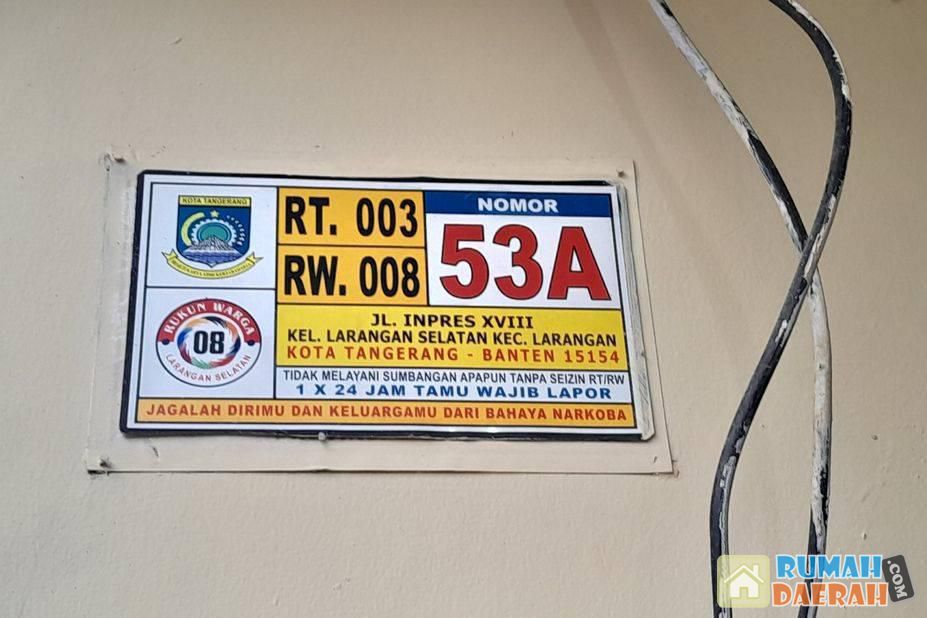 KOTA TANGERANG
RT. 003
RW. 008
NOMOR
53A
RUKUN WARGA
08
LARANGAN SELATAN
JL. INPRES XVIII
KEL. LARANGAN SELATAN KEC. LARANGAN
KOTA TANGERANG - BANTEN 15154
TIDAK MELAYANI SUMBANGAN APAPUN TANPA SEIZIN RT/RW
1 X 24 JAM TAMU WAJIB LAPOR
JAGALAH DIRIMU DAN KELUARGAMU DARI BAHAYA NARKOBA
RUMAH
DAERAH
.COM